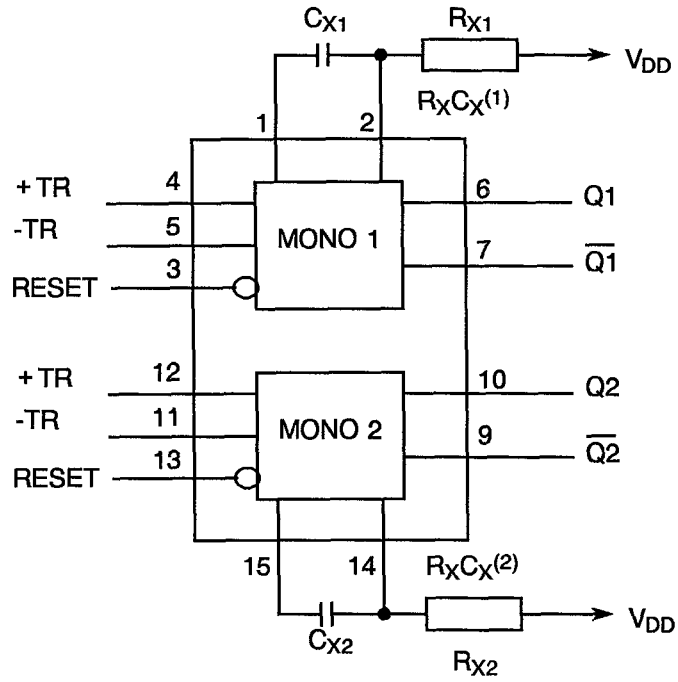 CX1
RX1
VDD
RXCX(1)
1
2
+ TR
4
6
Q1
-TR
5
MONO 1
7
Q1
RESET
3
+ TR
12
10
Q2
-TR
11
MONO 2
9
Q2
RESET
13
15
14
RXCX(2)
CX2
VDD
RX2